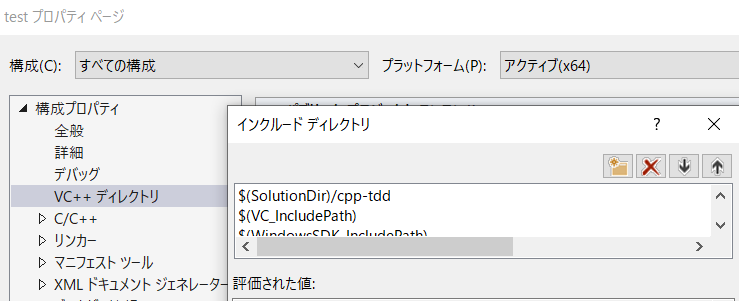 test プロパティ ページ
構成(C): すべての構成 プラットフォーム(P): アクティブ(x64)
構成プロパティ
全般
詳細
デバッグ
VC++ ディレクトリ
C/C++
リンカー
マニフェスト ツール
XML ドキュメント ジェネレーター
インクルード ディレクトリ
$(SolutionDir)/cpp-tdd
$(VC_IncludePath)
$(WindowsSDK_IncludePath)
評価された値: